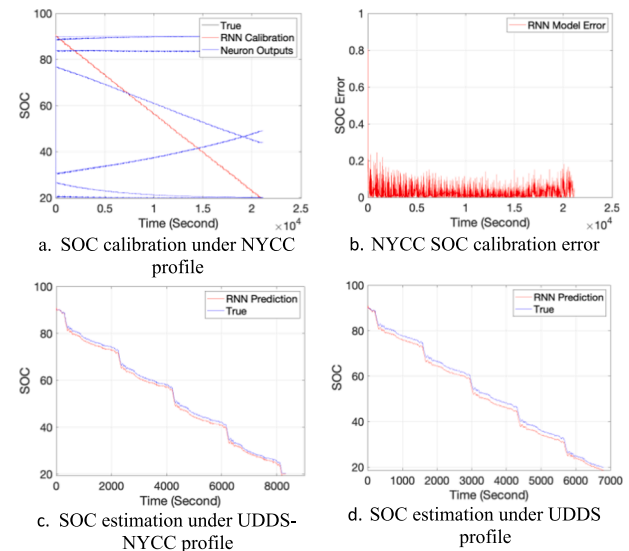 True
RNN Calibration
Neuron Outputs
100
80
60
40
20
SOC
0
0.5
1
1.5
2
2.5
Time (Second)
×10⁴
a. SOC calibration under NYCC
profile
RNN Model Error
1
0.8
0.6
0.4
0.2
0
SOC Error
0
0.5
1
1.5
2
2.5
Time (Second)
×10⁴
b. NYCC SOC calibration error
RNN Prediction
True
100
80
60
40
20
SOC
0
2000
4000
6000
8000
Time (Second)
c. SOC estimation under UDDS-
NYCC profile
RNN Prediction
True
100
80
60
40
20
SOC
0
1000
2000
3000
4000
5000
6000
7000
Time (Second)
d. SOC estimation under UDDS
profile